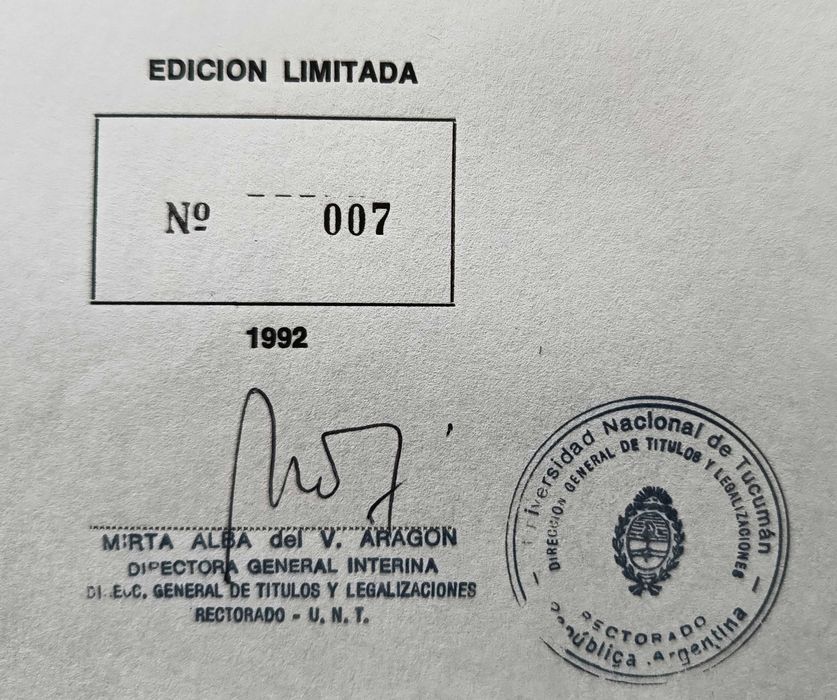 EDICION LIMITADA
Nº 007
1992
MIRTA ALBA del V. ARAGON
DIRECTORA GENERAL INTERINA
DIREC. GENERAL DE TITULOS Y LEGALIZACIONES
RECTORADO - U. N. T.
Universidad Nacional de Tucumán
DIRECCION GENERAL DE TITULOS Y LEGALIZACIONES
RECTORADO
República Argentina